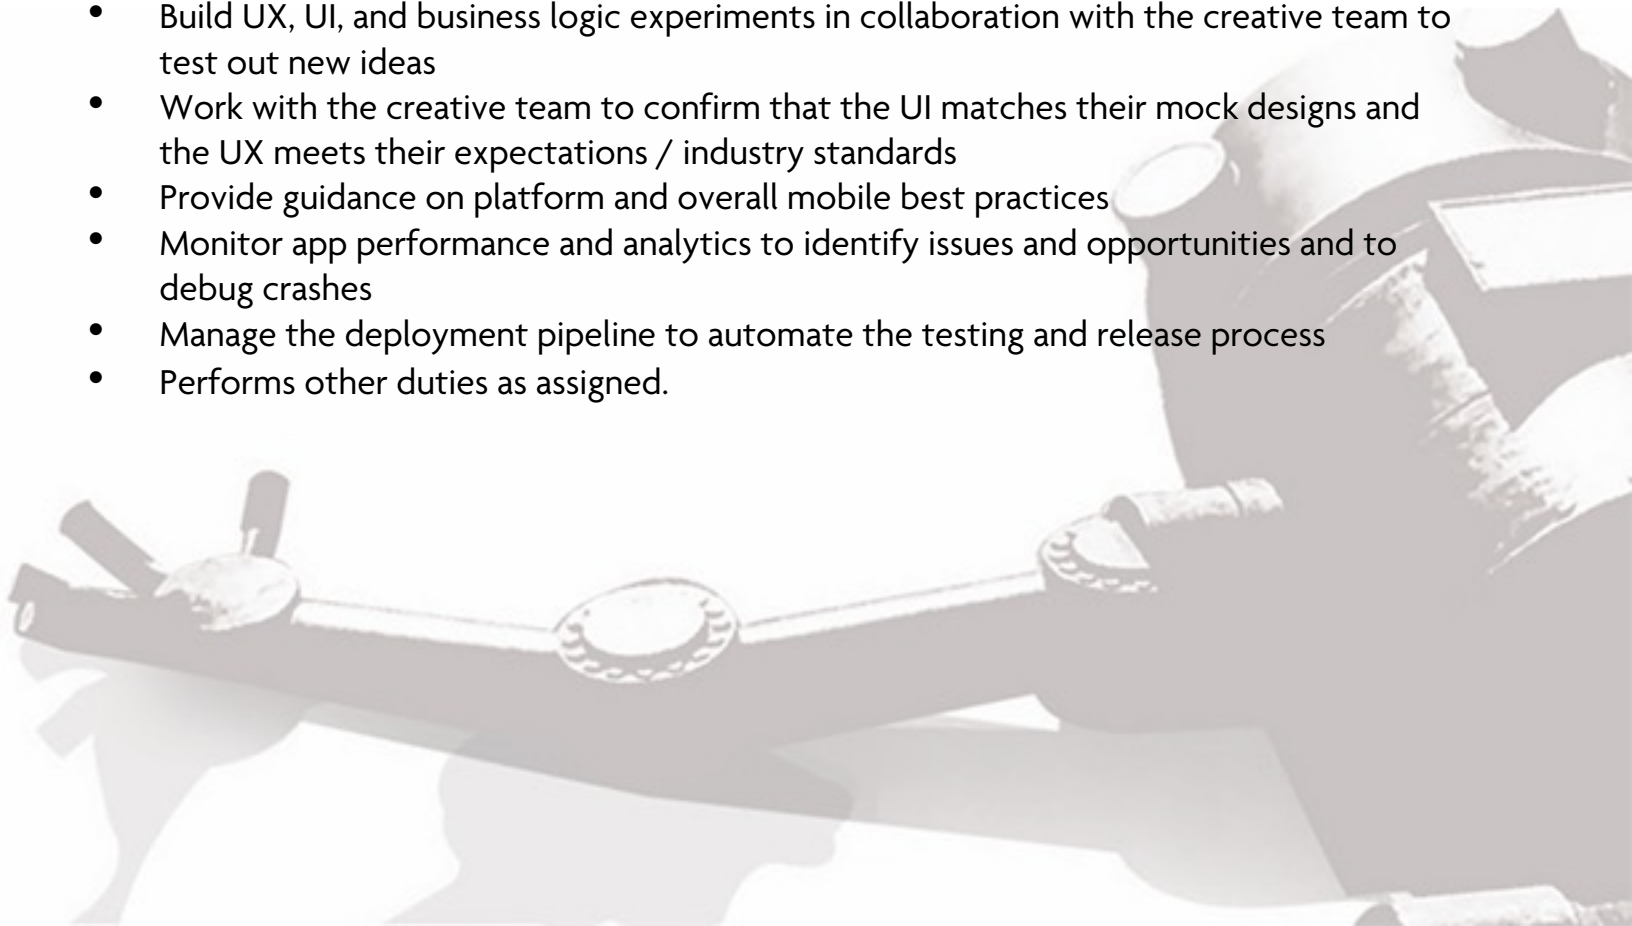 • Build UX, UI, and business logic experiments in collaboration with the creative team to
test out new ideas
• Work with the creative team to confirm that the UI matches their mock designs and
the UX meets their expectations / industry standards
• Provide guidance on platform and overall mobile best practices
• Monitor app performance and analytics to identify issues and opportunities and to
debug crashes
• Manage the deployment pipeline to automate the testing and release process
• Performs other duties as assigned.